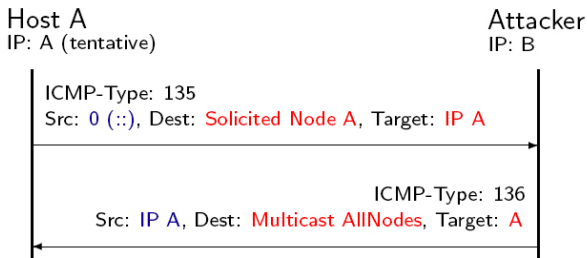 Host A
IP: A (tentative)
Attacker
IP: B
ICMP-Type: 135
Src: 0 (::), Dest: Solicited Node A, Target: IP A
ICMP-Type: 136
Src: IP A, Dest: Multicast AllNodes, Target: A